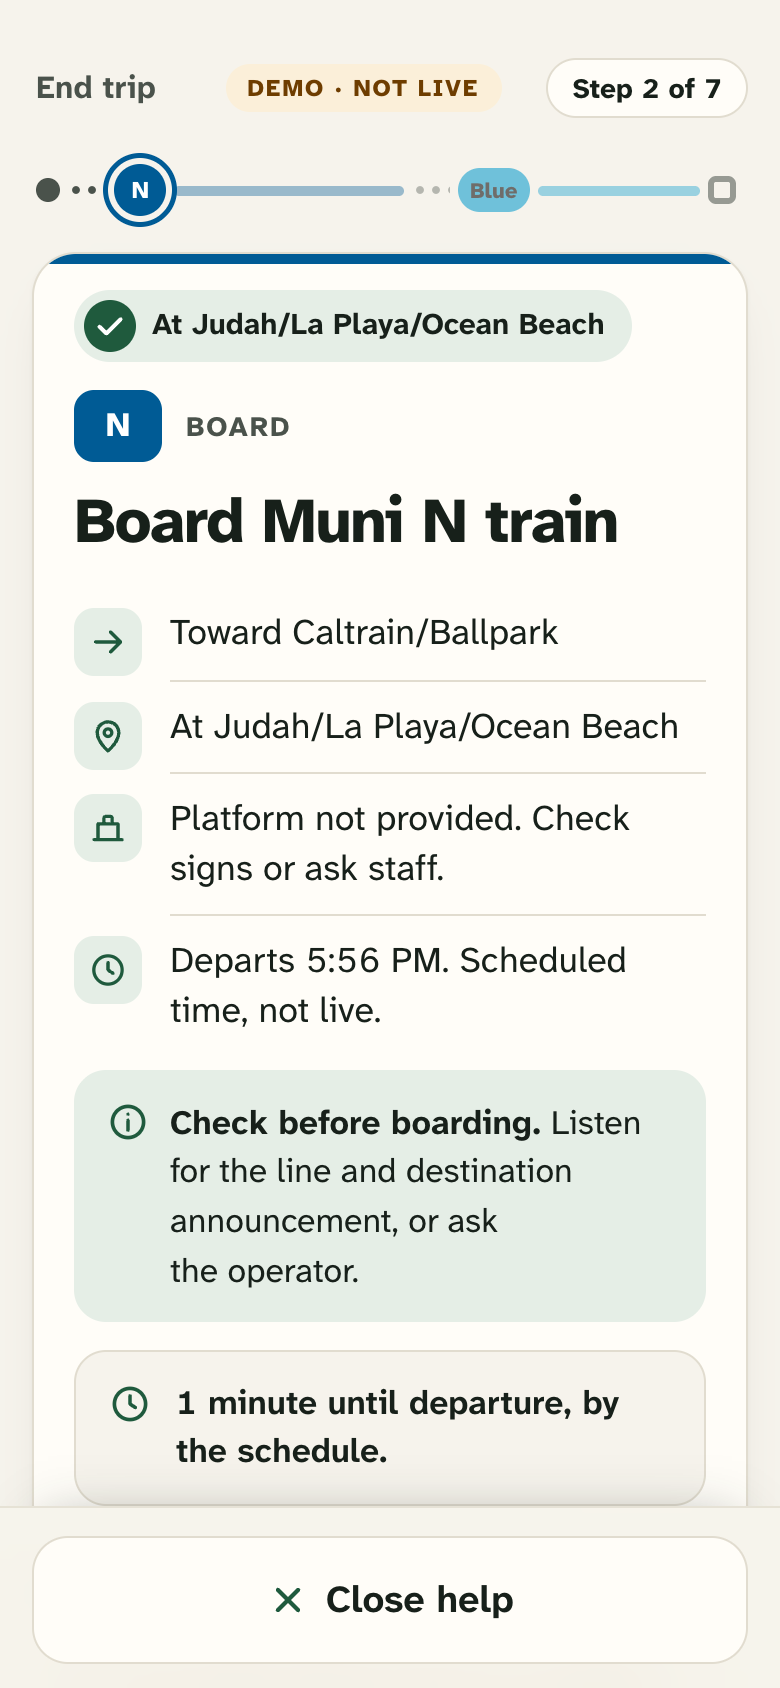 End trip
DEMO · NOT LIVE
Step 2 of 7
N
Blue
At Judah/La Playa/Ocean Beach
N
BOARD
Board Muni N train
Toward Caltrain/Ballpark
At Judah/La Playa/Ocean Beach
Platform not provided. Check
signs or ask staff.
Departs 5:56 PM. Scheduled
time, not live.
Check before boarding. Listen
for the line and destination
announcement, or ask
the operator.
1 minute until departure, by
the schedule.
Close help